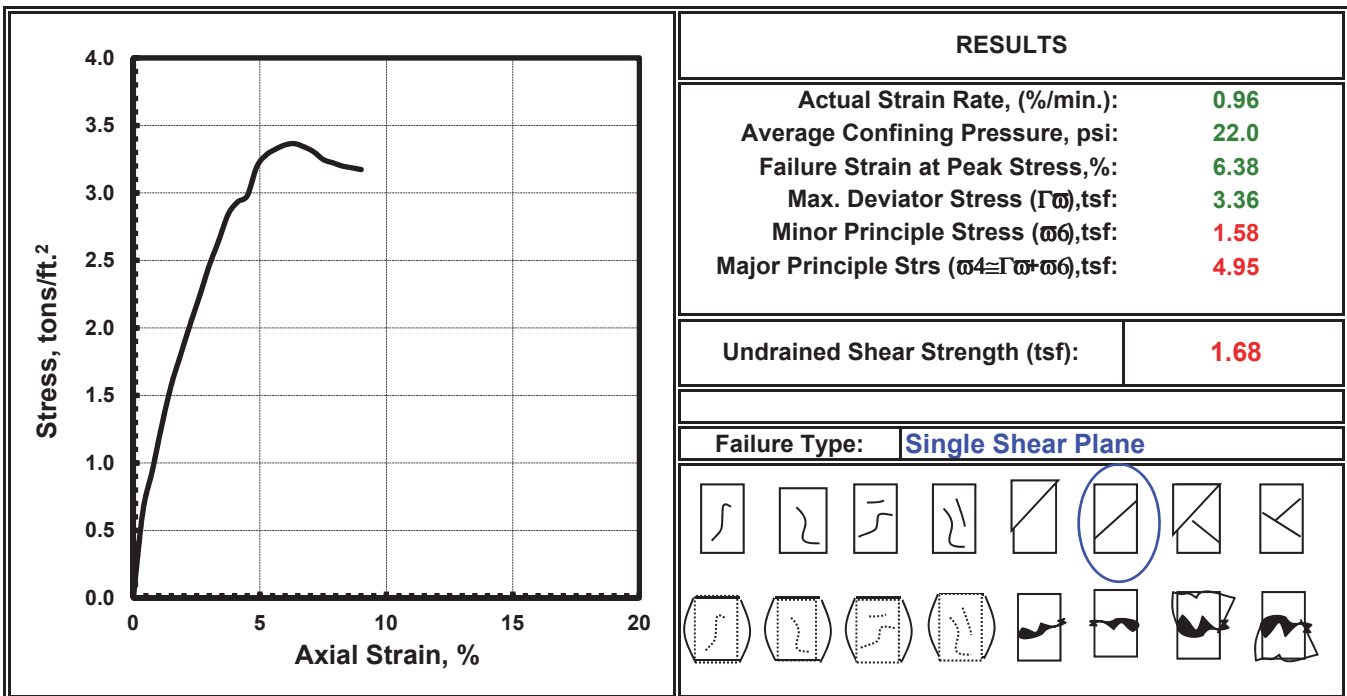 Stress, tons/ft.²
4.0
3.5
3.0
2.5
2.0
1.5
1.0
0.5
0.0
0 5 10 15 20
Axial Strain, %
RESULTS
Actual Strain Rate, (%/min.): 0.96
Average Confining Pressure, psi: 22.0
Failure Strain at Peak Stress,%: 6.38
Max. Deviator Stress (Γϖ),tsf: 3.36
Minor Principle Stress (ϖ6),tsf: 1.58
Major Principle Strs (ϖ4≅Γϖ+ϖ6),tsf: 4.95
Undrained Shear Strength (tsf): 1.68
Failure Type: Single Shear Plane